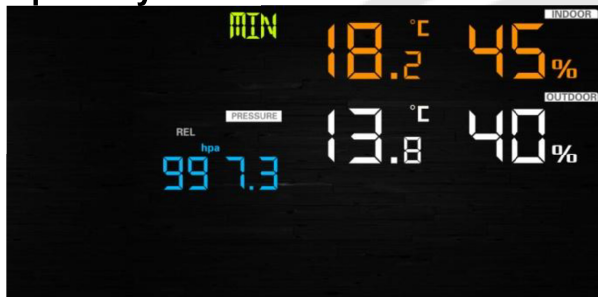 MIN
INDOOR
18.2 °C 45%
OUTDOOR
PRESSURE
13.8 °C 40%
REL
hpa
997.3